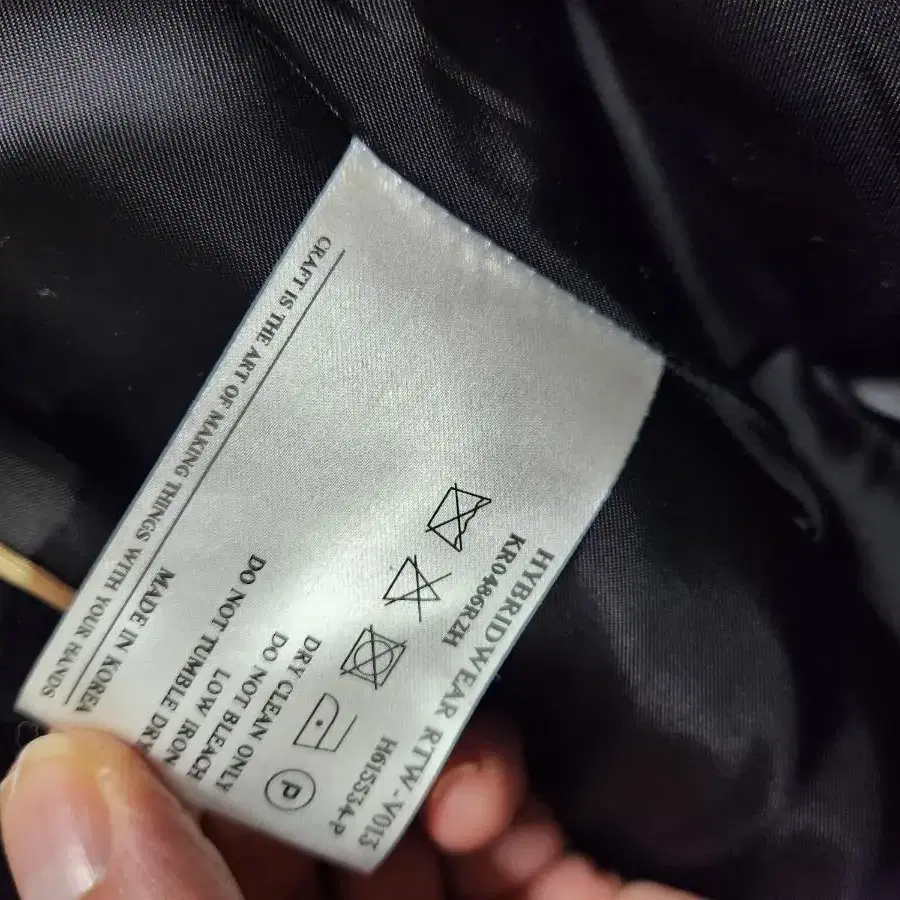 HYBRIDWEAR RTW-V013
KR0486R2H H615534-P
P
DRY CLEAN ONLY
DO NOT BLEACH
LOW IRON
DO NOT TUMBLE DRY
MADE IN KOREA
CRAFT IS THE ART OF MAKING THINGS WITH YOUR HANDS